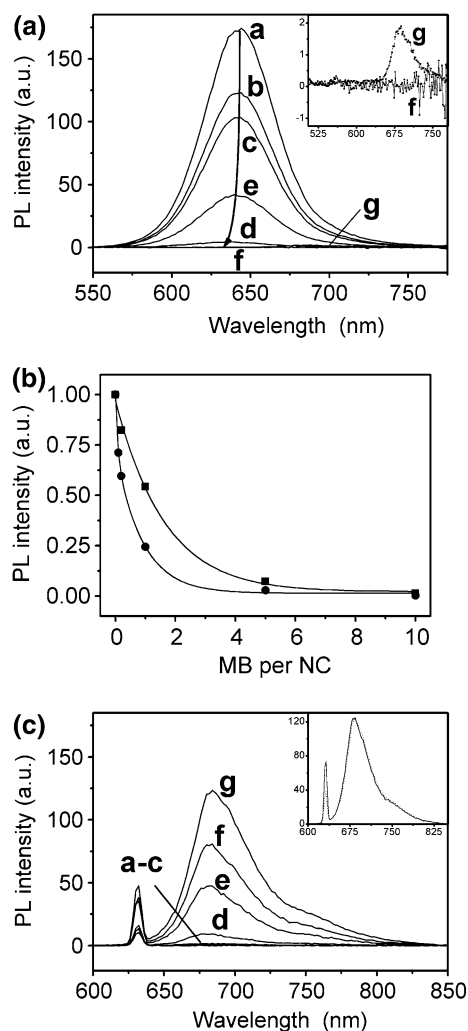 (a)
PL intensity (a.u.)
150
100
50
0
a
b
c
e
d
f
g
2
1
0
-1
g
f
525 600 675 750
550 600 650 700 750
Wavelength (nm)
(b)
PL intensity (a.u.)
1.00
0.75
0.50
0.25
0.00
0 2 4 6 8 10
MB per NC
(c)
PL intensity (a.u.)
150
100
50
0
g
f
e
d
a-c
120
80
40
0
600 675 750 825
600 650 700 750 800 850
Wavelength (nm)